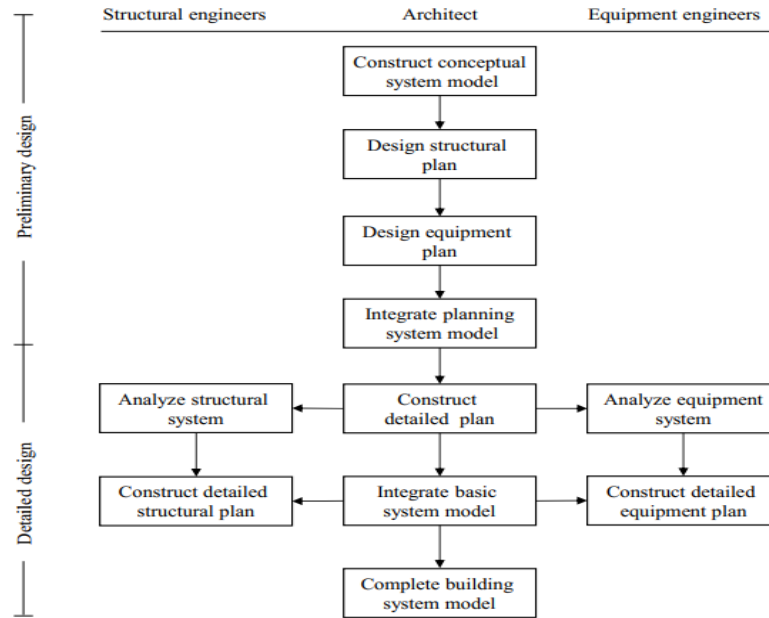 Structural engineers
Architect
Equipment engineers
Preliminary design
Construct conceptual
system model
Design structural
plan
Design equipment
plan
Integrate planning
system model
Detailed design
Analyze structural
system
Construct
detailed plan
Analyze equipment
system
Construct detailed
structural plan
Integrate basic
system model
Construct detailed
equipment plan
Complete building
system model